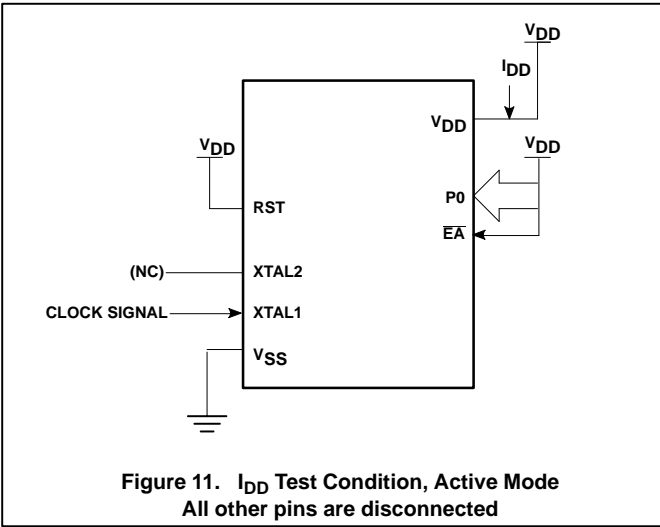 VDD
IDD
VDD
VDD
VDD
P0
EA
RST
(NC)
XTAL2
CLOCK SIGNAL
XTAL1
VSS
Figure 11. IDD Test Condition, Active Mode
All other pins are disconnected